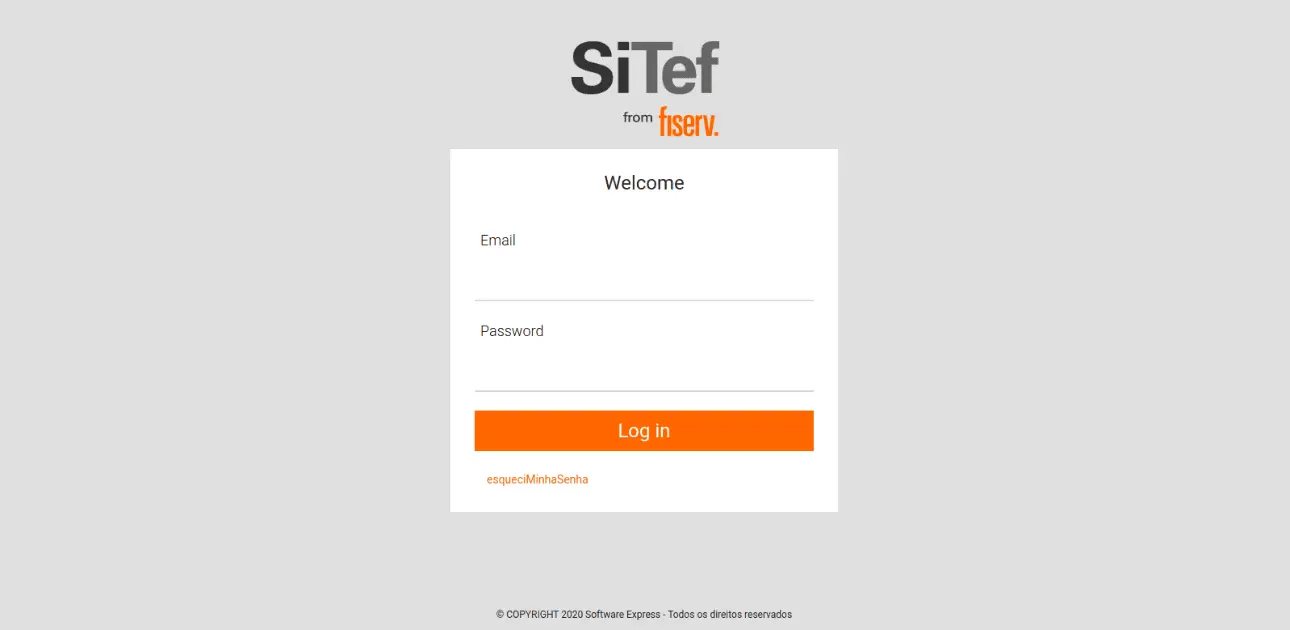 SiTef
from fiserv.
Welcome
Email
Password
Log in
esqueciMinhaSenha
© COPYRIGHT 2020 Software Express - Todos os direitos reservados